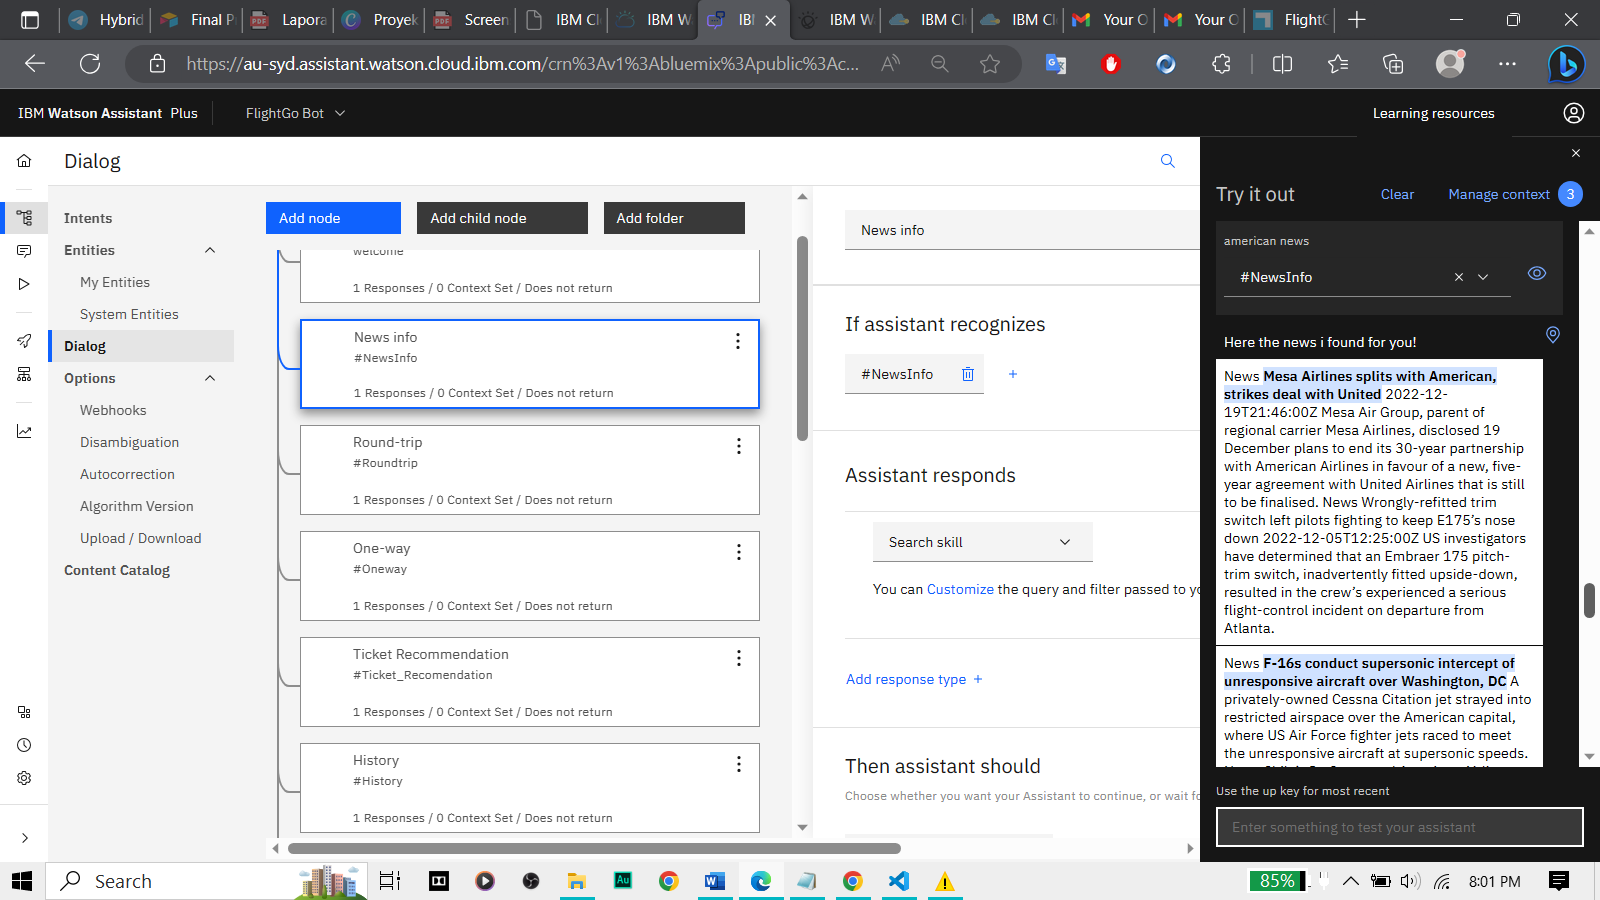 Hybrid
Final P
Lapora
Proyek
Screen
IBM Cl
IBM W
IB
IBM W
IBM Cl
IBM Cl
Your O
Your O
FlightG
https://au-syd.assistant.watson.cloud.ibm.com/crn%3Av1%3Abluemix%3Apublic%3Ac...
IBM Watson Assistant Plus
FlightGo Bot
Learning resources
Dialog
Intents
Entities
My Entities
System Entities
Dialog
Options
Webhooks
Disambiguation
Autocorrection
Algorithm Version
Upload / Download
Content Catalog
Add node
Add child node
Add folder
welcome
1 Responses / 0 Context Set / Does not return
News info
#NewsInfo
1 Responses / 0 Context Set / Does not return
Round-trip
#Roundtrip
1 Responses / 0 Context Set / Does not return
One-way
#Oneway
1 Responses / 0 Context Set / Does not return
Ticket Recommendation
#Ticket_Recomendation
1 Responses / 0 Context Set / Does not return
History
#History
1 Responses / 0 Context Set / Does not return
News info
If assistant recognizes
#NewsInfo
Assistant responds
Search skill
You can Customize the query and filter passed to yo
Add response type +
Then assistant should
Choose whether you want your Assistant to continue, or wait fo
Try it out
Clear
Manage context 3
american news
#NewsInfo
Here the news i found for you!
News Mesa Airlines splits with American,
strikes deal with United 2022-12-
19T21:46:00Z Mesa Air Group, parent of
regional carrier Mesa Airlines, disclosed 19
December plans to end its 30-year partnership
with American Airlines in favour of a new, five-
year agreement with United Airlines that is still
to be finalised. News Wrongly-refitted trim
switch left pilots fighting to keep E175’s nose
down 2022-12-05T12:25:00Z US investigators
have determined that an Embraer 175 pitch-
trim switch, inadvertently fitted upside-down,
resulted in the crew’s experienced a serious
flight-control incident on departure from
Atlanta.
News F-16s conduct supersonic intercept of
unresponsive aircraft over Washington, DC A
privately-owned Cessna Citation jet strayed into
restricted airspace over the American capital,
where US Air Force fighter jets raced to meet
the unresponsive aircraft at supersonic speeds.
Use the up key for most recent
Enter something to test your assistant
Search
85%
8:01 PM